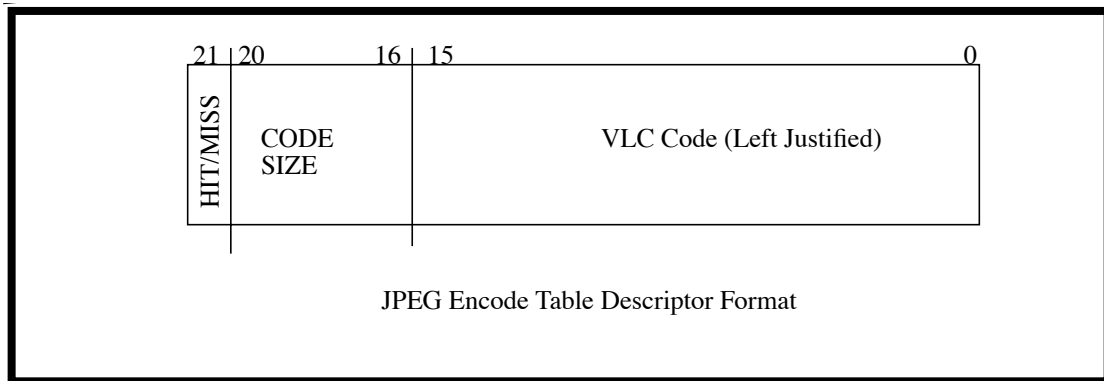 21 20 16 15 0
HIT/MISS
CODE
SIZE
VLC Code (Left Justified)
JPEG Encode Table Descriptor Format